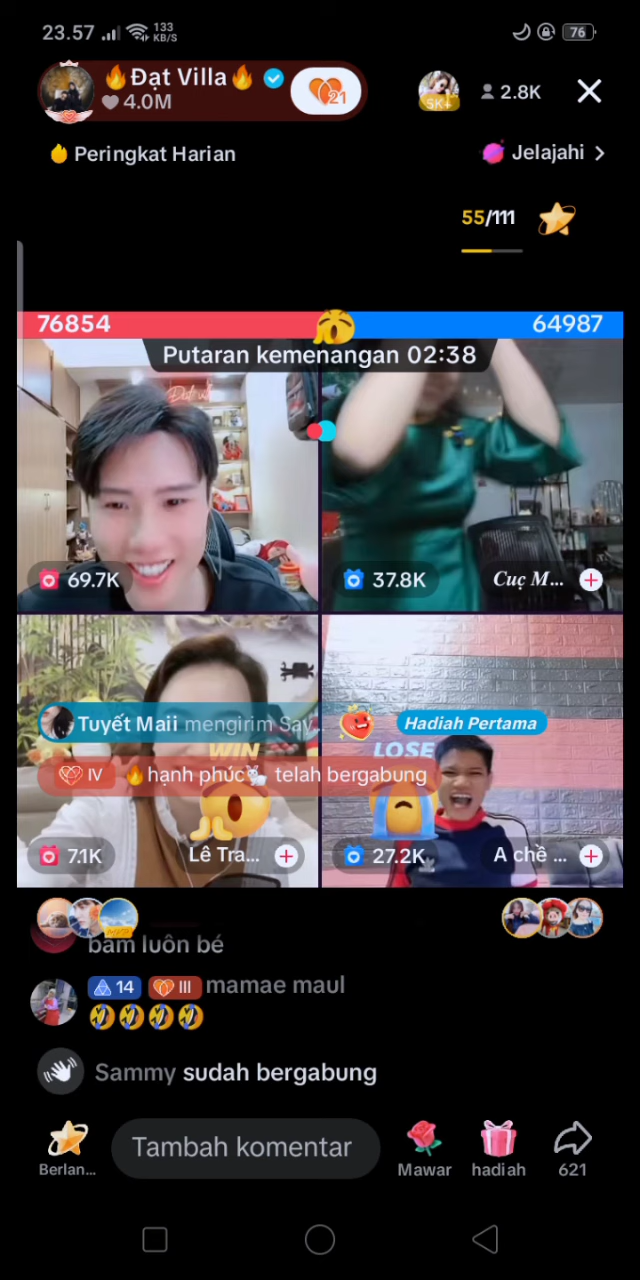 23.57
133 KB/S
76
🔥Đạt Villa🔥
4.0M
21
5K+
2.8K
Peringkat Harian
Jelajahi
55/111
76854
64987
Putaran kemenangan 02:38
69.7K
37.8K
Cuc M...
Tuyết Maii mengirim Say...
Hadiah Pertama
WIN
LOSE
IV 🔥hạnh phúc🐇 telah bergabung
7.1K
Lê Tra...
27.2K
A chề ...
bấm luôn bé
14 III mamae maul
🤣🤣🤣🤣
Sammy sudah bergabung
Berlan...
Tambah komentar
Mawar
hadiah
621